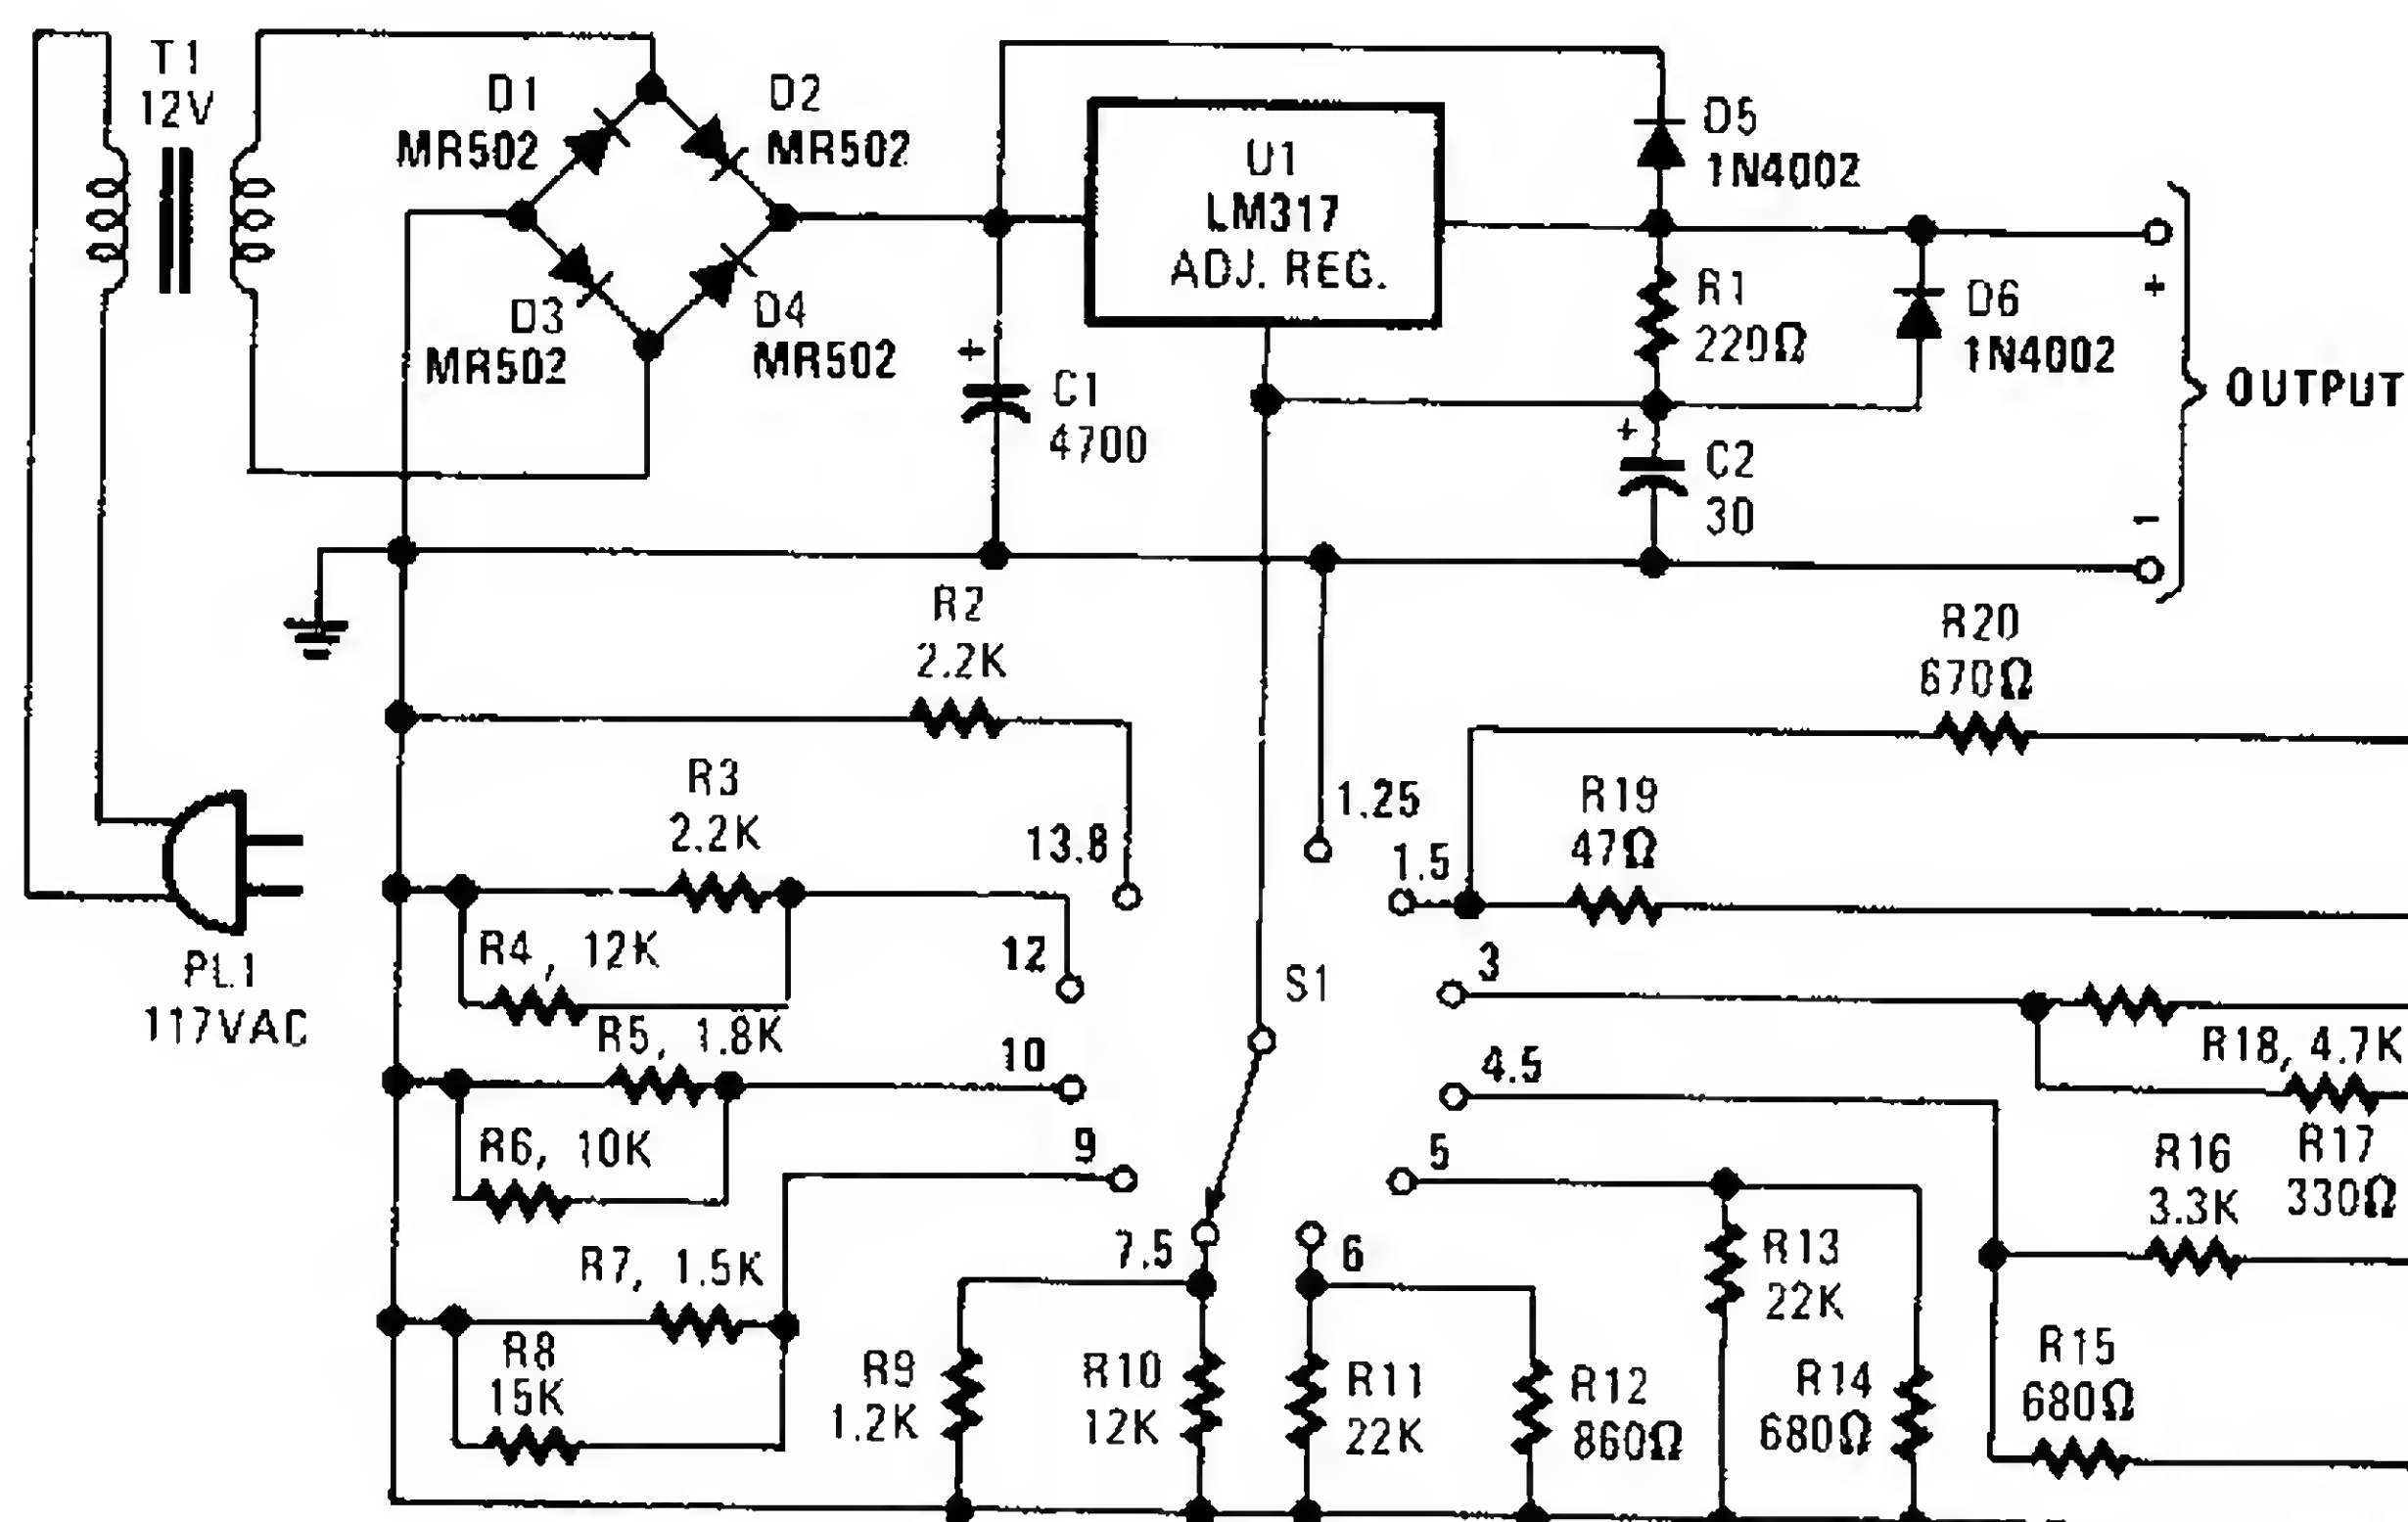 T1
12V
D1
MR502
D2
MR502
D3
MR502
D4
MR502
U1
LM317
ADJ. REG.
D5
1N4002
R1
220Ω
D6
1N4002
+
OUTPUT
+
C1
4700
+
C2
30
−
R2
2.2K
R20
670Ω
R3
2.2K
13.8
1.25
1.5
R19
47Ω
R4, 12K
12
S1
3
PL1
117VAC
R5, 1.8K
10
4.5
R18, 4.7K
R6, 10K
9
5
R16
3.3K
R17
330Ω
R7, 1.5K
7.5
6
R13
22K
R8
15K
R9
1.2K
R10
12K
R11
22K
R12
860Ω
R14
680Ω
R15
680Ω